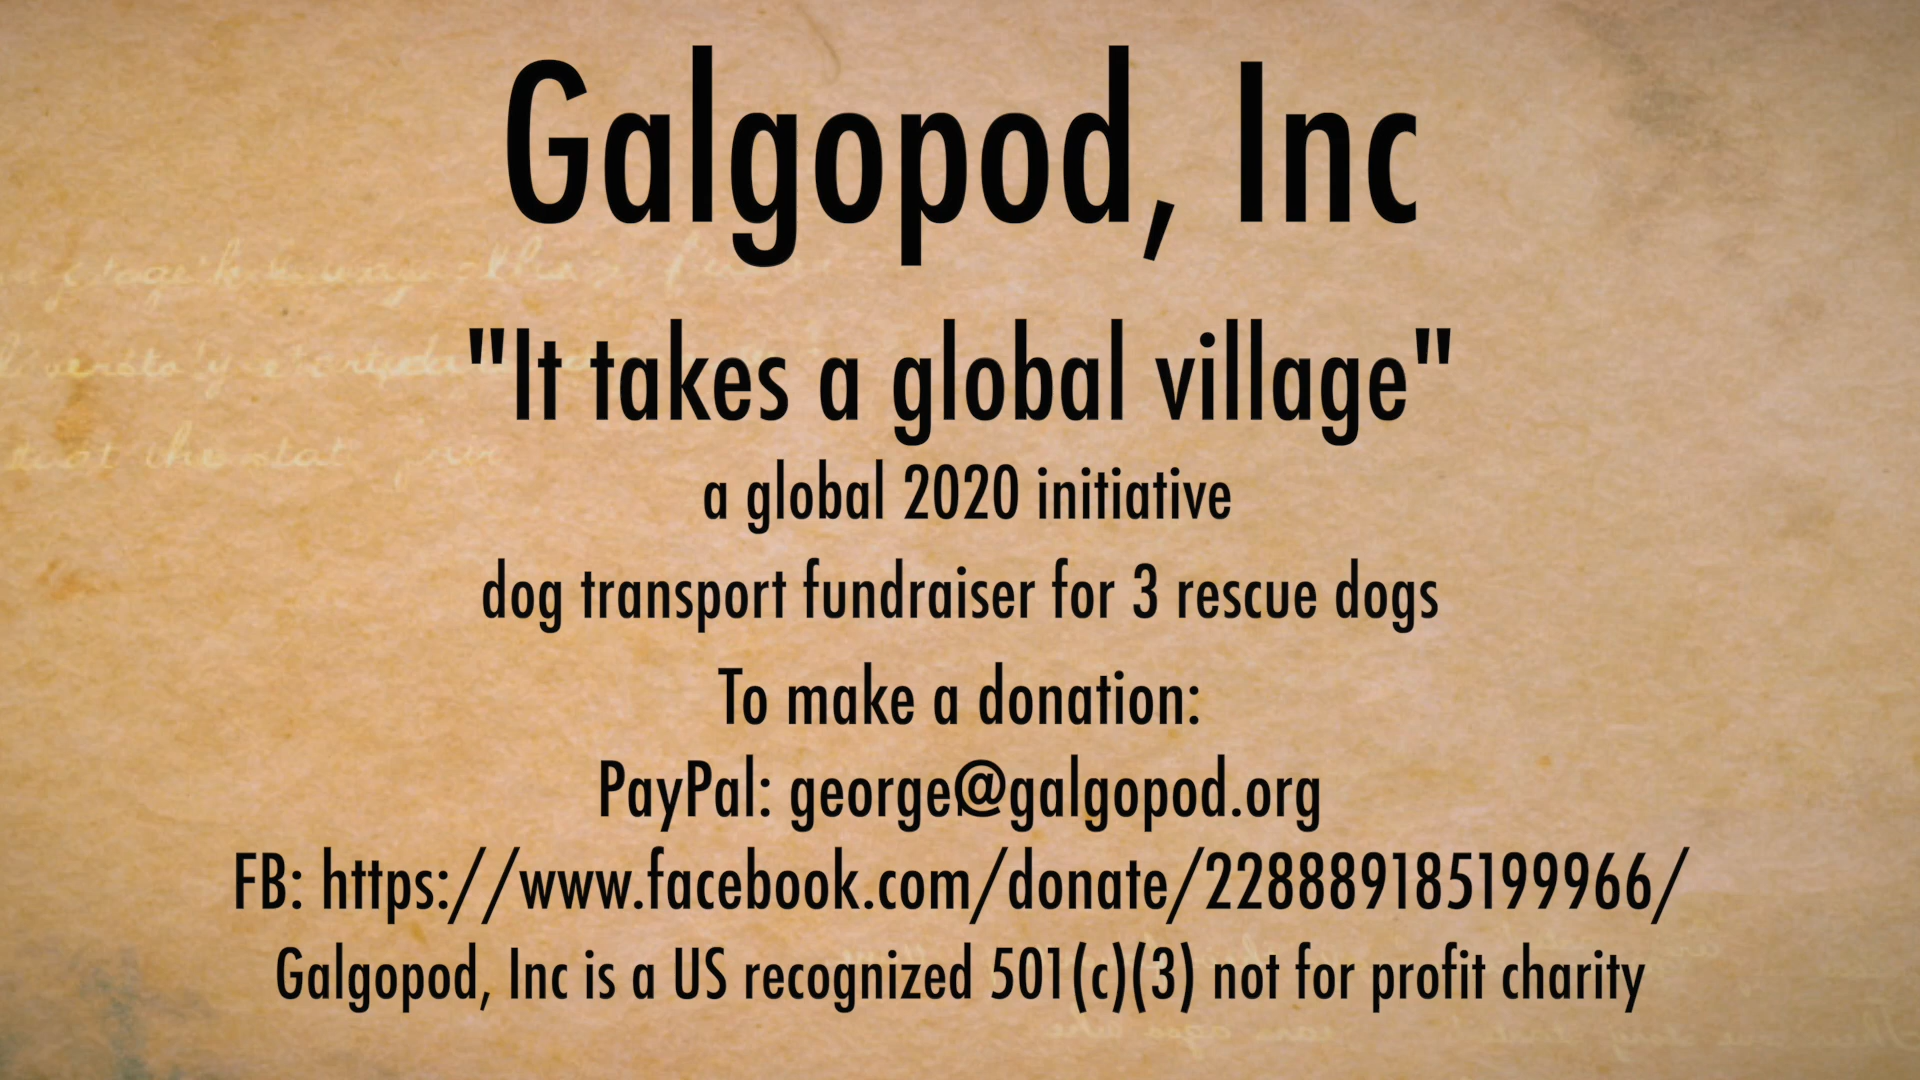 Galgopod, Inc
"It takes a global village"
a global 2020 initiative
dog transport fundraiser for 3 rescue dogs
To make a donation:
PayPal: george@galgopod.org
FB: https://www.facebook.com/donate/228889185199966/
Galgopod, Inc is a US recognized 501(c)(3) not for profit charity